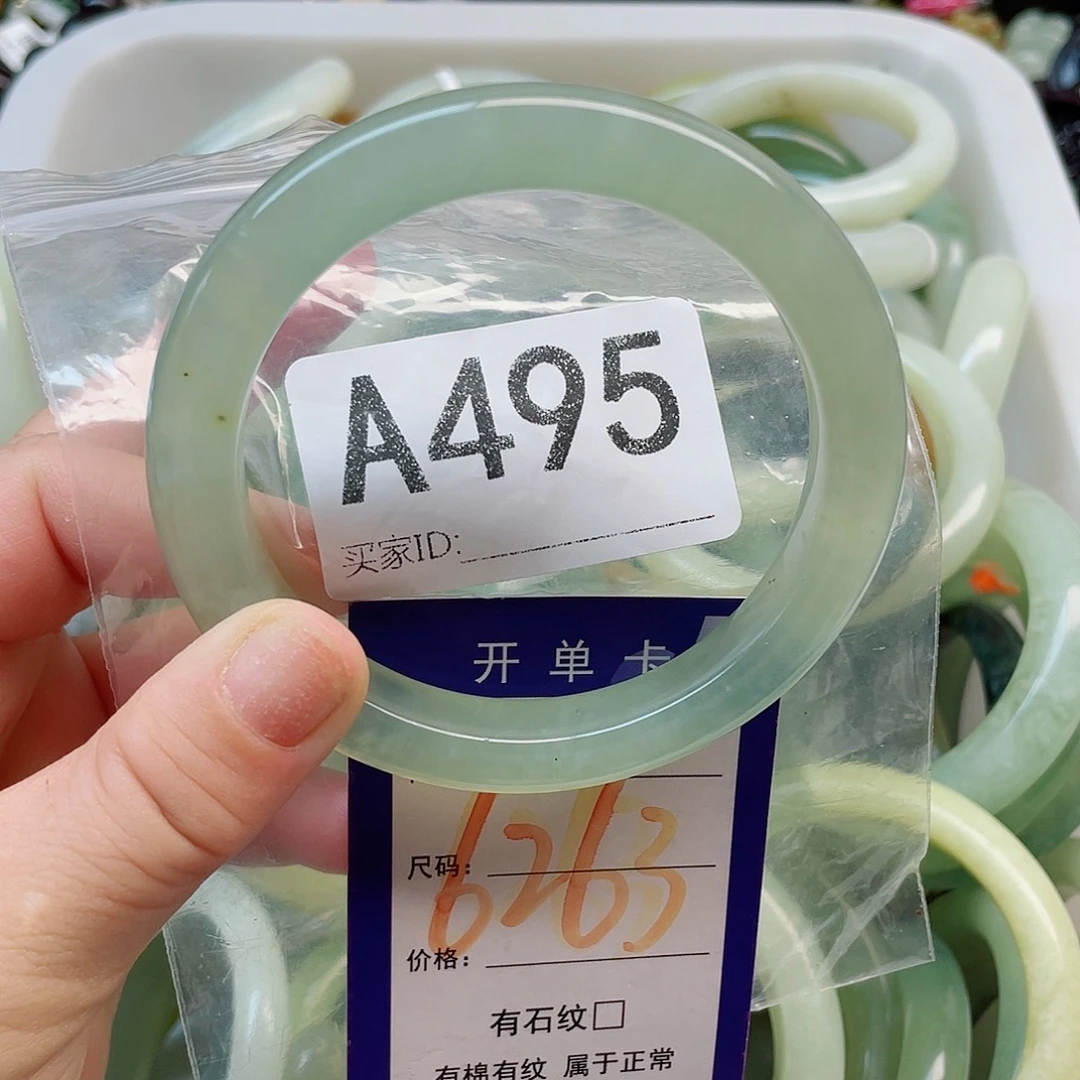 A495
买家ID:
开单卡
6263
尺码:
价格:
有石纹□
有棉有纹 属于正常